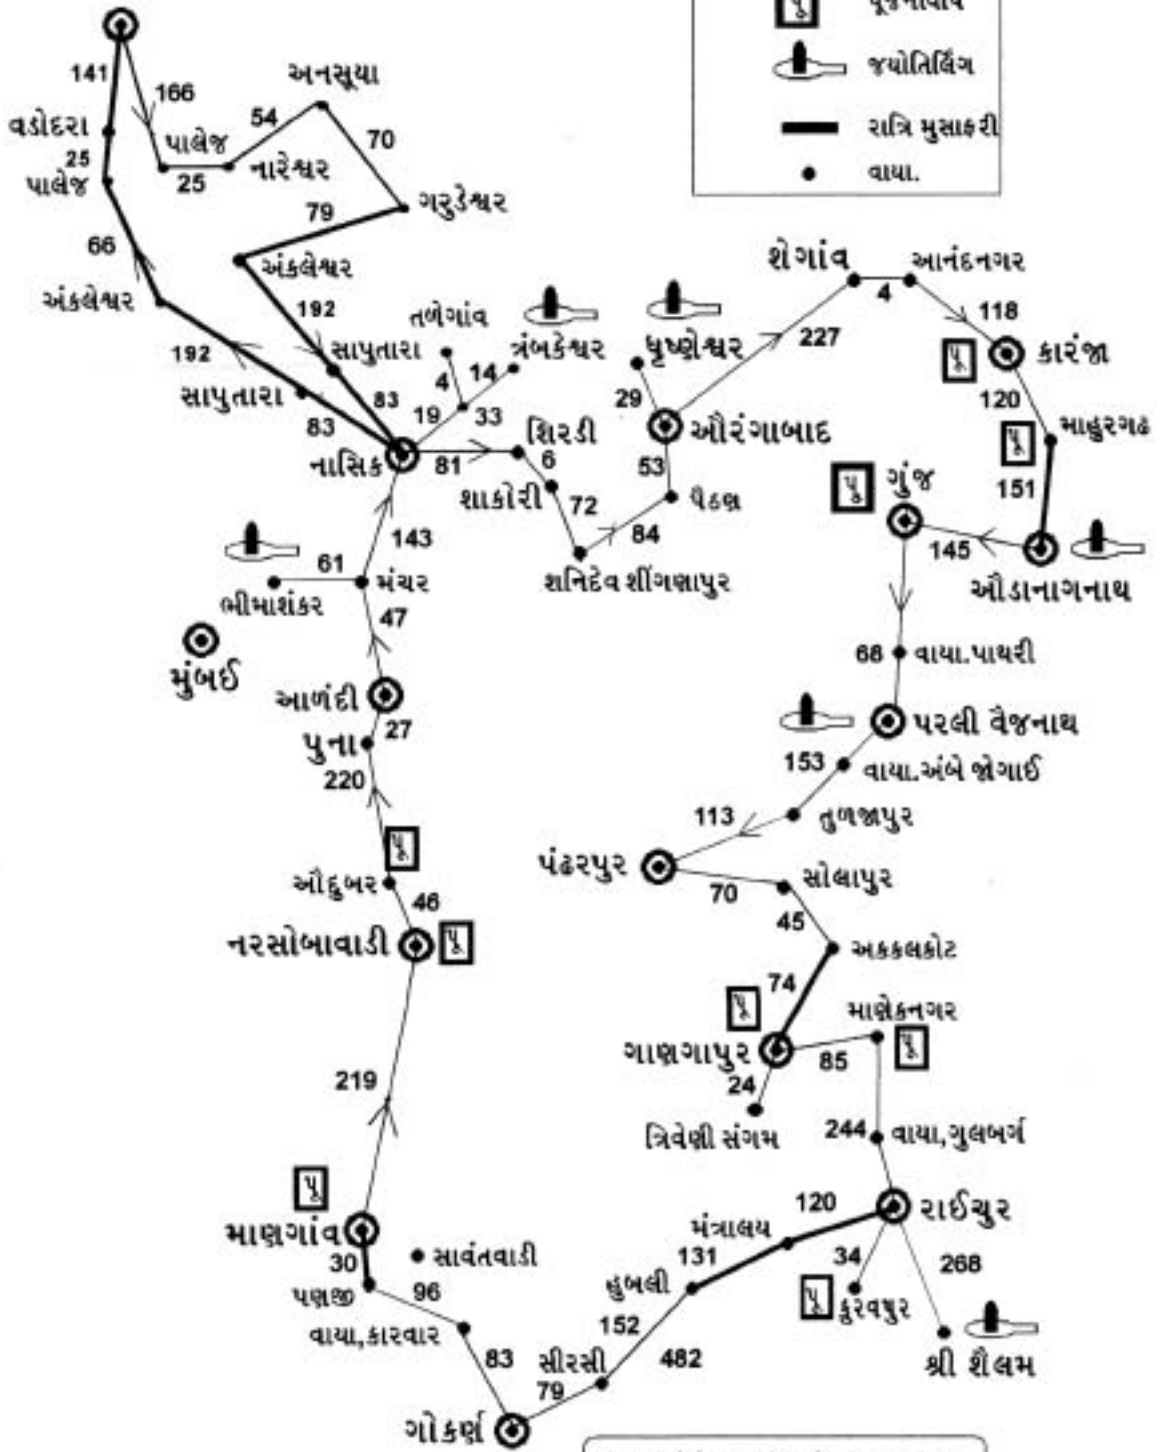 જયોતિર્લિંગ
રાત્રિ મુસાફરી
વાયા.
141
166
54
અનસૂયા
70
વડોદરા
25
પાલેજ
પાલેજ
25
નારેશ્વર
ગરુડેશ્વર
79
66
અંકલેશ્વર
અંકલેશ્વર
192
192
સાપુતારા
સાપુતારા
83
83
તળેગાંવ
4
14
ત્રંબકેશ્વર
19
33
નાસિક
81
શિરડી
6
શાકોરી
72
84
શનિદેવ શીંગણાપુર
પૈઠણ
53
ઔરંગાબાદ
29
ધૃષ્ણેશ્વર
227
શેગાંવ
4
આનંદનગર
118
પૂ
કારંજા
120
પૂ
માહુરગઢ
151
ઔડાનાગનાથ
145
પૂ
ગુંજ
68
વાયા.પાથરી
પરલી વૈજનાથ
153
વાયા.અંબે જોગાઈ
તુળજાપુર
113
પંઢરપુર
70
સોલાપુર
45
અકકલકોટ
74
પૂ
ગાણગાપુર
24
ત્રિવેણી સંગમ
85
માણેકનગર
પૂ
244
વાયા,ગુલબર્ગ
રાઈચુર
34
પૂ
કુરવપુર
268
શ્રી શૈલમ
120
મંત્રાલય
131
હુબલી
152
482
સીરસી
79
ગોકર્ણ
83
વાયા,કારવાર
96
પણજી
30
સાવંતવાડી
માણગાંવ
પૂ
219
નરસોબાવાડી
પૂ
46
ઔદુબર
પૂ
220
પુના
27
આળંદી
47
મંચર
61
ભીમાશંકર
143
મુંબઈ